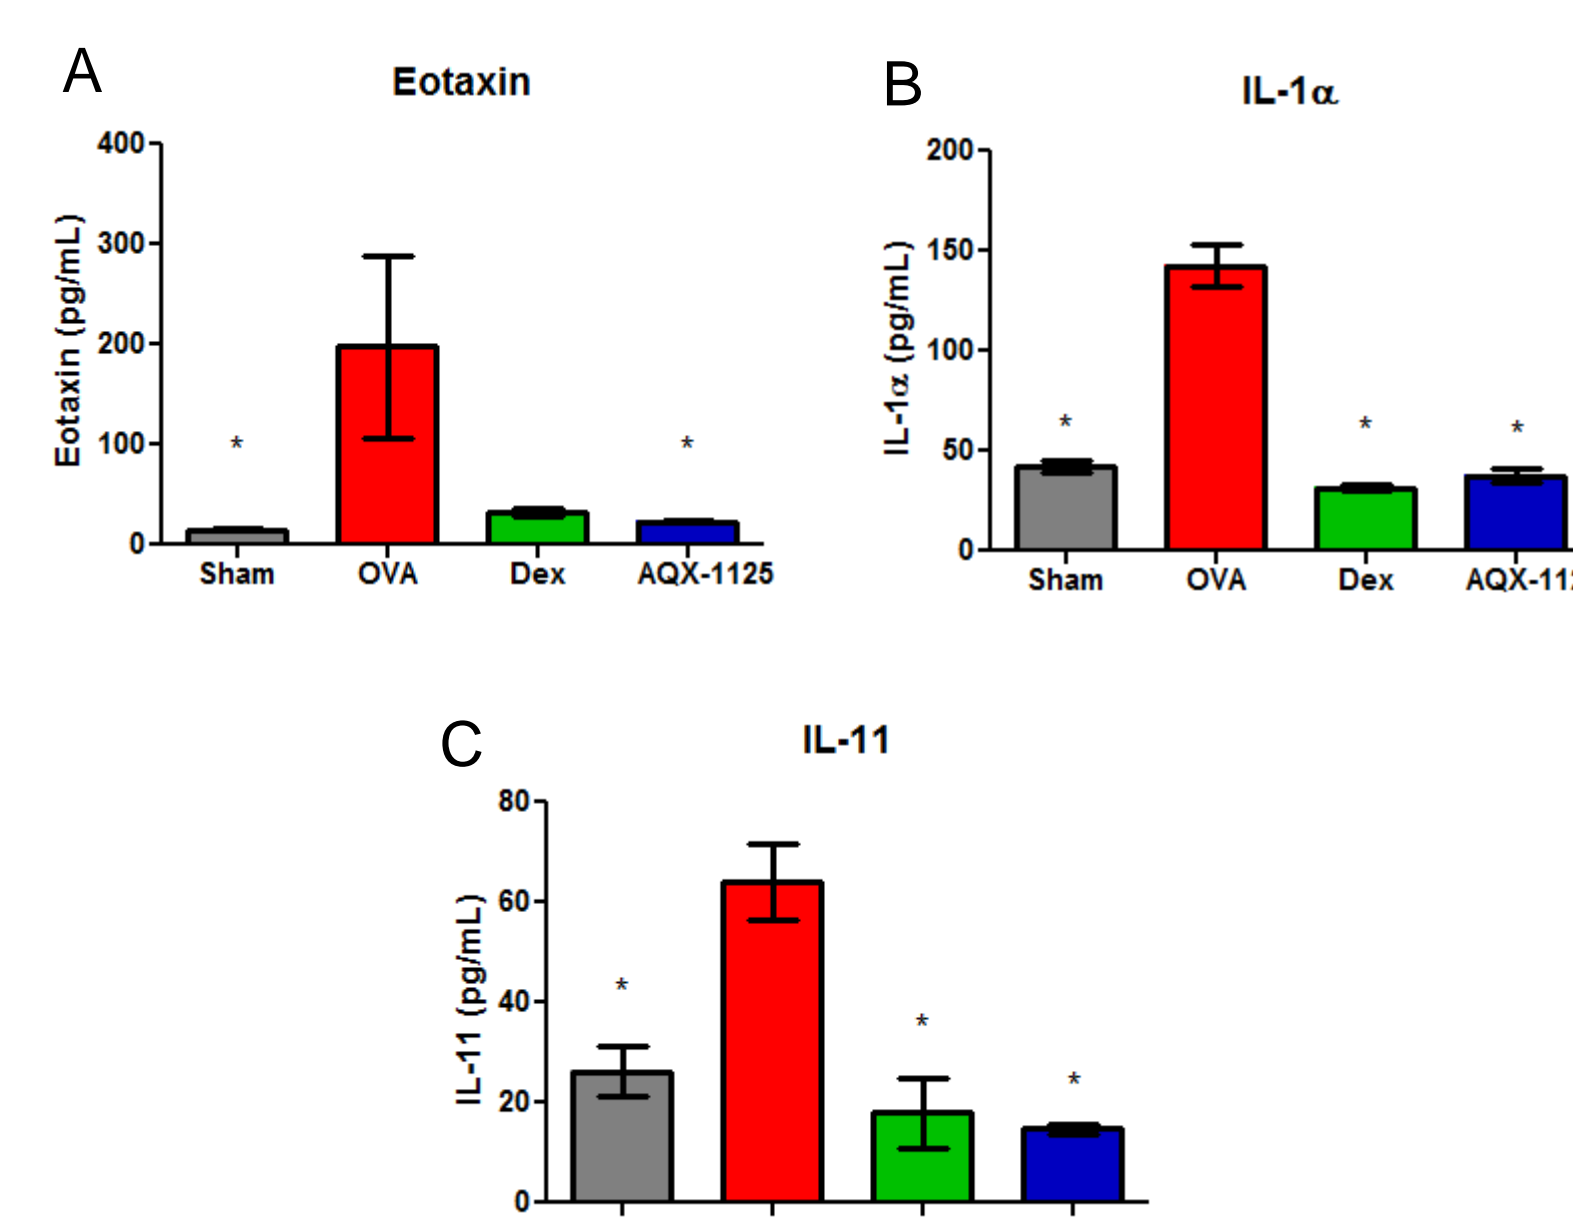 A
Eotaxin
Eotaxin (pg/mL)
400
300
200
100
0
*
*
Sham OVA Dex AQX-1125
B
IL-1α
IL-1α (pg/mL)
200
150
100
50
0
*
*
*
Sham OVA Dex AQX-112
C
IL-11
IL-11 (pg/mL)
80
60
40
20
0
*
*
*